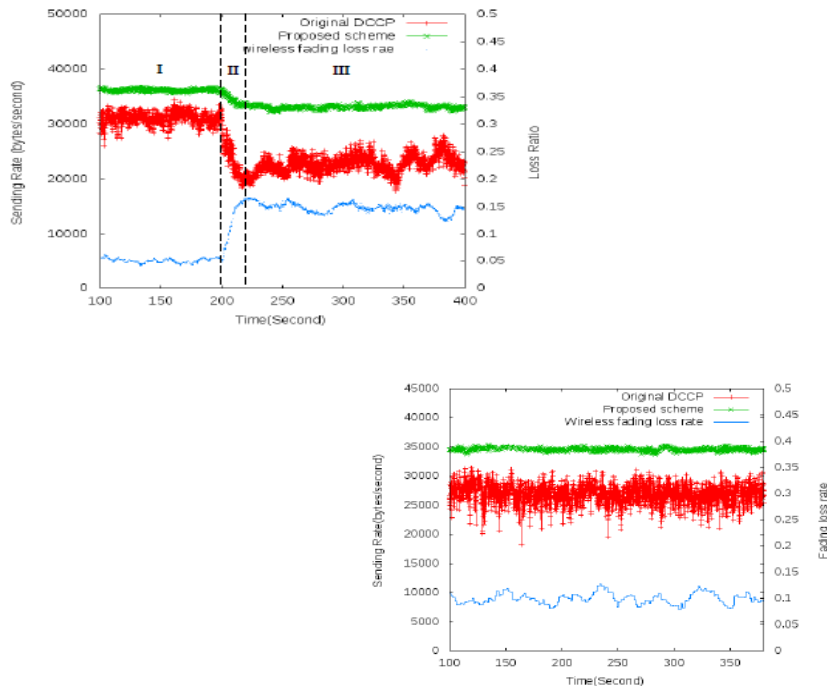 Original DCCP
Proposed scheme
wireless fading loss rae
I II III
50000
40000
30000
20000
10000
0
Sending Rate (bytes/second)
0.5
0.45
0.4
0.35
0.3
0.25
0.2
0.15
0.1
0.05
0
Loss Ratio
100 150 200 250 300 350 400
Time(Second)
Original DCCP
Proposed scheme
Wireless fading loss rate
45000
40000
35000
30000
25000
20000
15000
10000
5000
0
Sending Rate(bytes/second)
0.5
0.45
0.4
0.35
0.3
0.25
0.2
0.15
0.1
0.05
0
Fading loss rate
100 150 200 250 300 350
Time(Second)